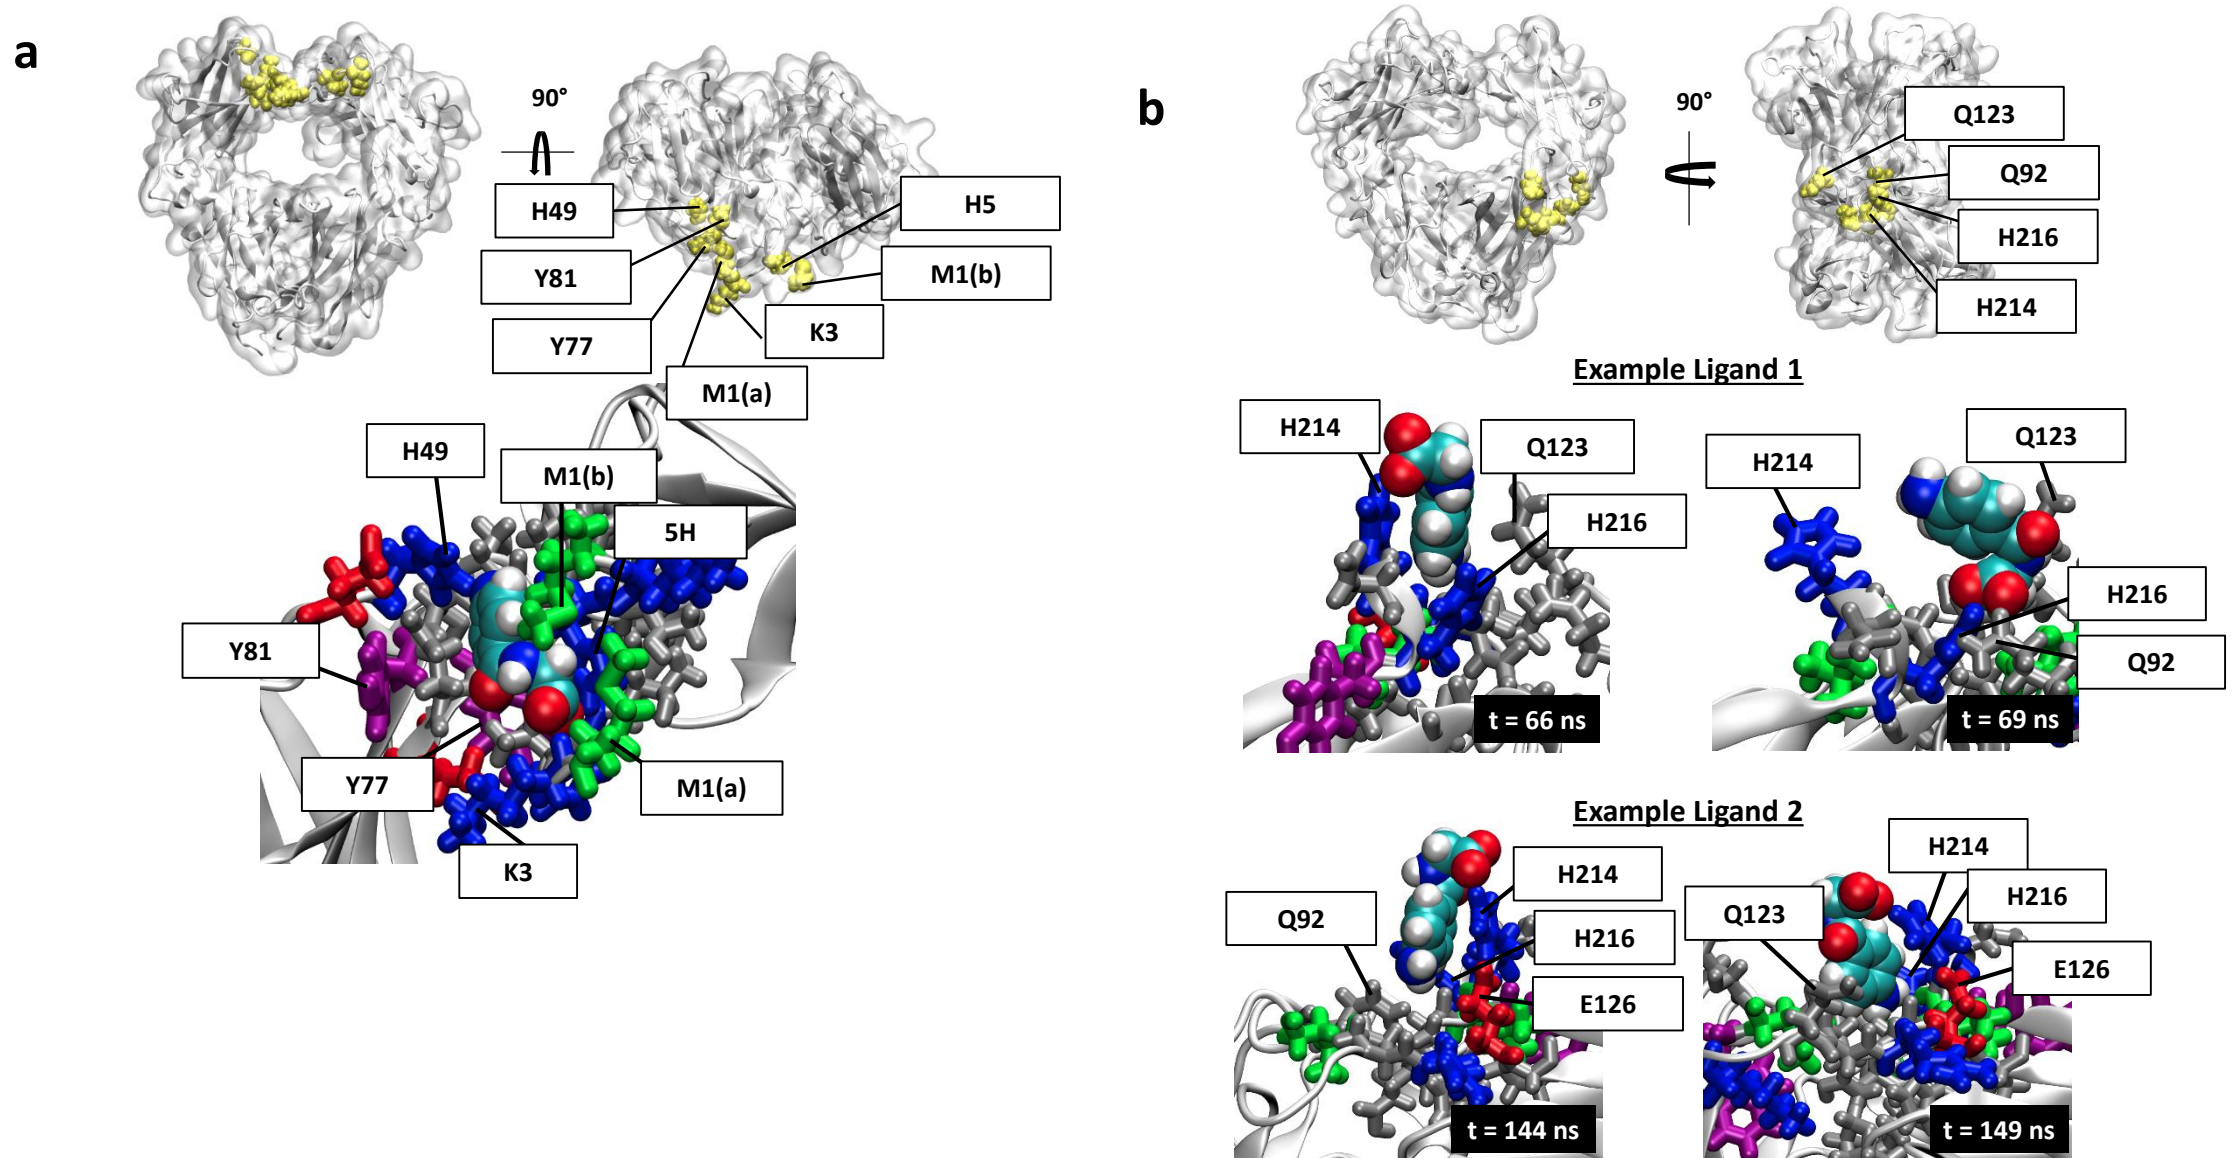 a
90°
H49
H5
Y81
M1(b)
K3
Y77
M1(a)
H49
M1(b)
5H
Y81
Y77
M1(a)
K3
b
90°
Q123
Q92
H216
H214
Example Ligand 1
H214
Q123
H216
t = 66 ns
Q123
H214
H216
Q92
t = 69 ns
Example Ligand 2
H214
Q92
H216
E126
t = 144 ns
H214
H216
Q123
E126
t = 149 ns